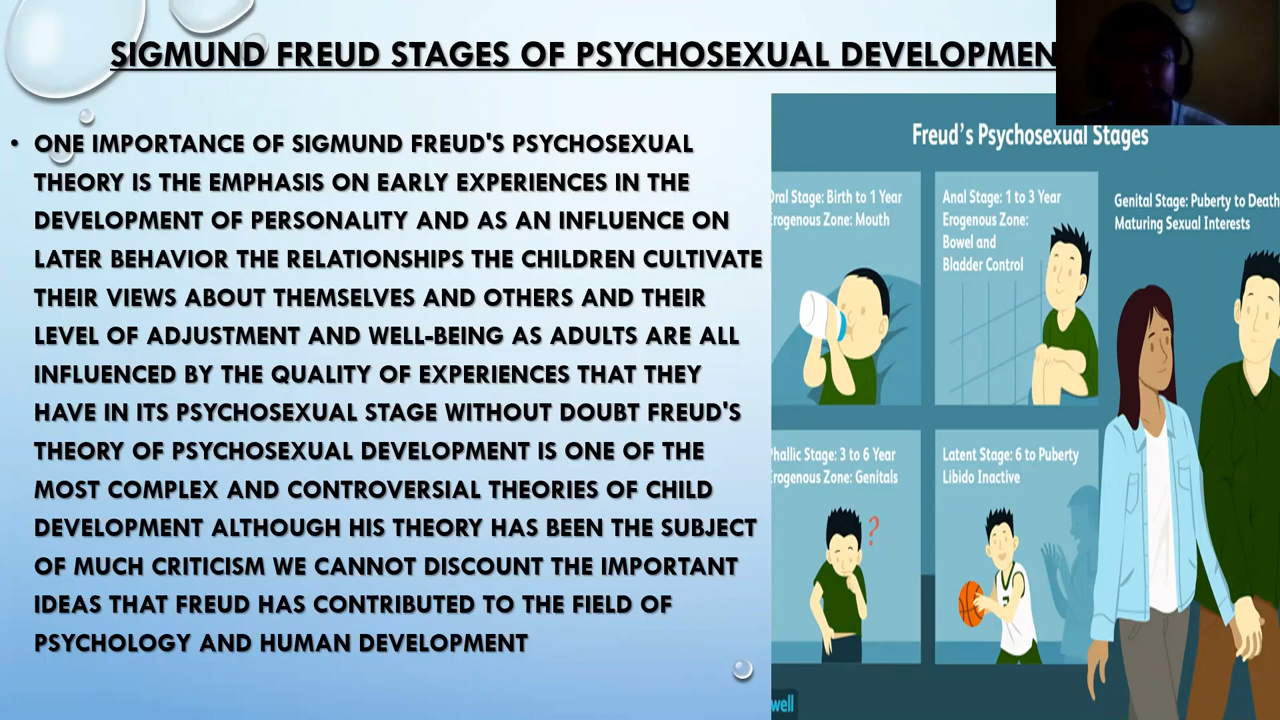 SIGMUND FREUD STAGES OF PSYCHOSEXUAL DEVELOPMEN
• ONE IMPORTANCE OF SIGMUND FREUD'S PSYCHOSEXUAL
THEORY IS THE EMPHASIS ON EARLY EXPERIENCES IN THE
DEVELOPMENT OF PERSONALITY AND AS AN INFLUENCE ON
LATER BEHAVIOR THE RELATIONSHIPS THE CHILDREN CULTIVATE
THEIR VIEWS ABOUT THEMSELVES AND OTHERS AND THEIR
LEVEL OF ADJUSTMENT AND WELL-BEING AS ADULTS ARE ALL
INFLUENCED BY THE QUALITY OF EXPERIENCES THAT THEY
HAVE IN ITS PSYCHOSEXUAL STAGE WITHOUT DOUBT FREUD'S
THEORY OF PSYCHOSEXUAL DEVELOPMENT IS ONE OF THE
MOST COMPLEX AND CONTROVERSIAL THEORIES OF CHILD
DEVELOPMENT ALTHOUGH HIS THEORY HAS BEEN THE SUBJECT
OF MUCH CRITICISM WE CANNOT DISCOUNT THE IMPORTANT
IDEAS THAT FREUD HAS CONTRIBUTED TO THE FIELD OF
PSYCHOLOGY AND HUMAN DEVELOPMENT
Freud's Psychosexual Stages
Oral Stage: Birth to 1 Year
Erogenous Zone: Mouth
Anal Stage: 1 to 3 Year
Erogenous Zone:
Bowel and
Bladder Control
Genital Stage: Puberty to Death
Maturing Sexual Interests
Phallic Stage: 3 to 6 Year
Erogenous Zone: Genitals
?
Latent Stage: 6 to Puberty
Libido Inactive
well